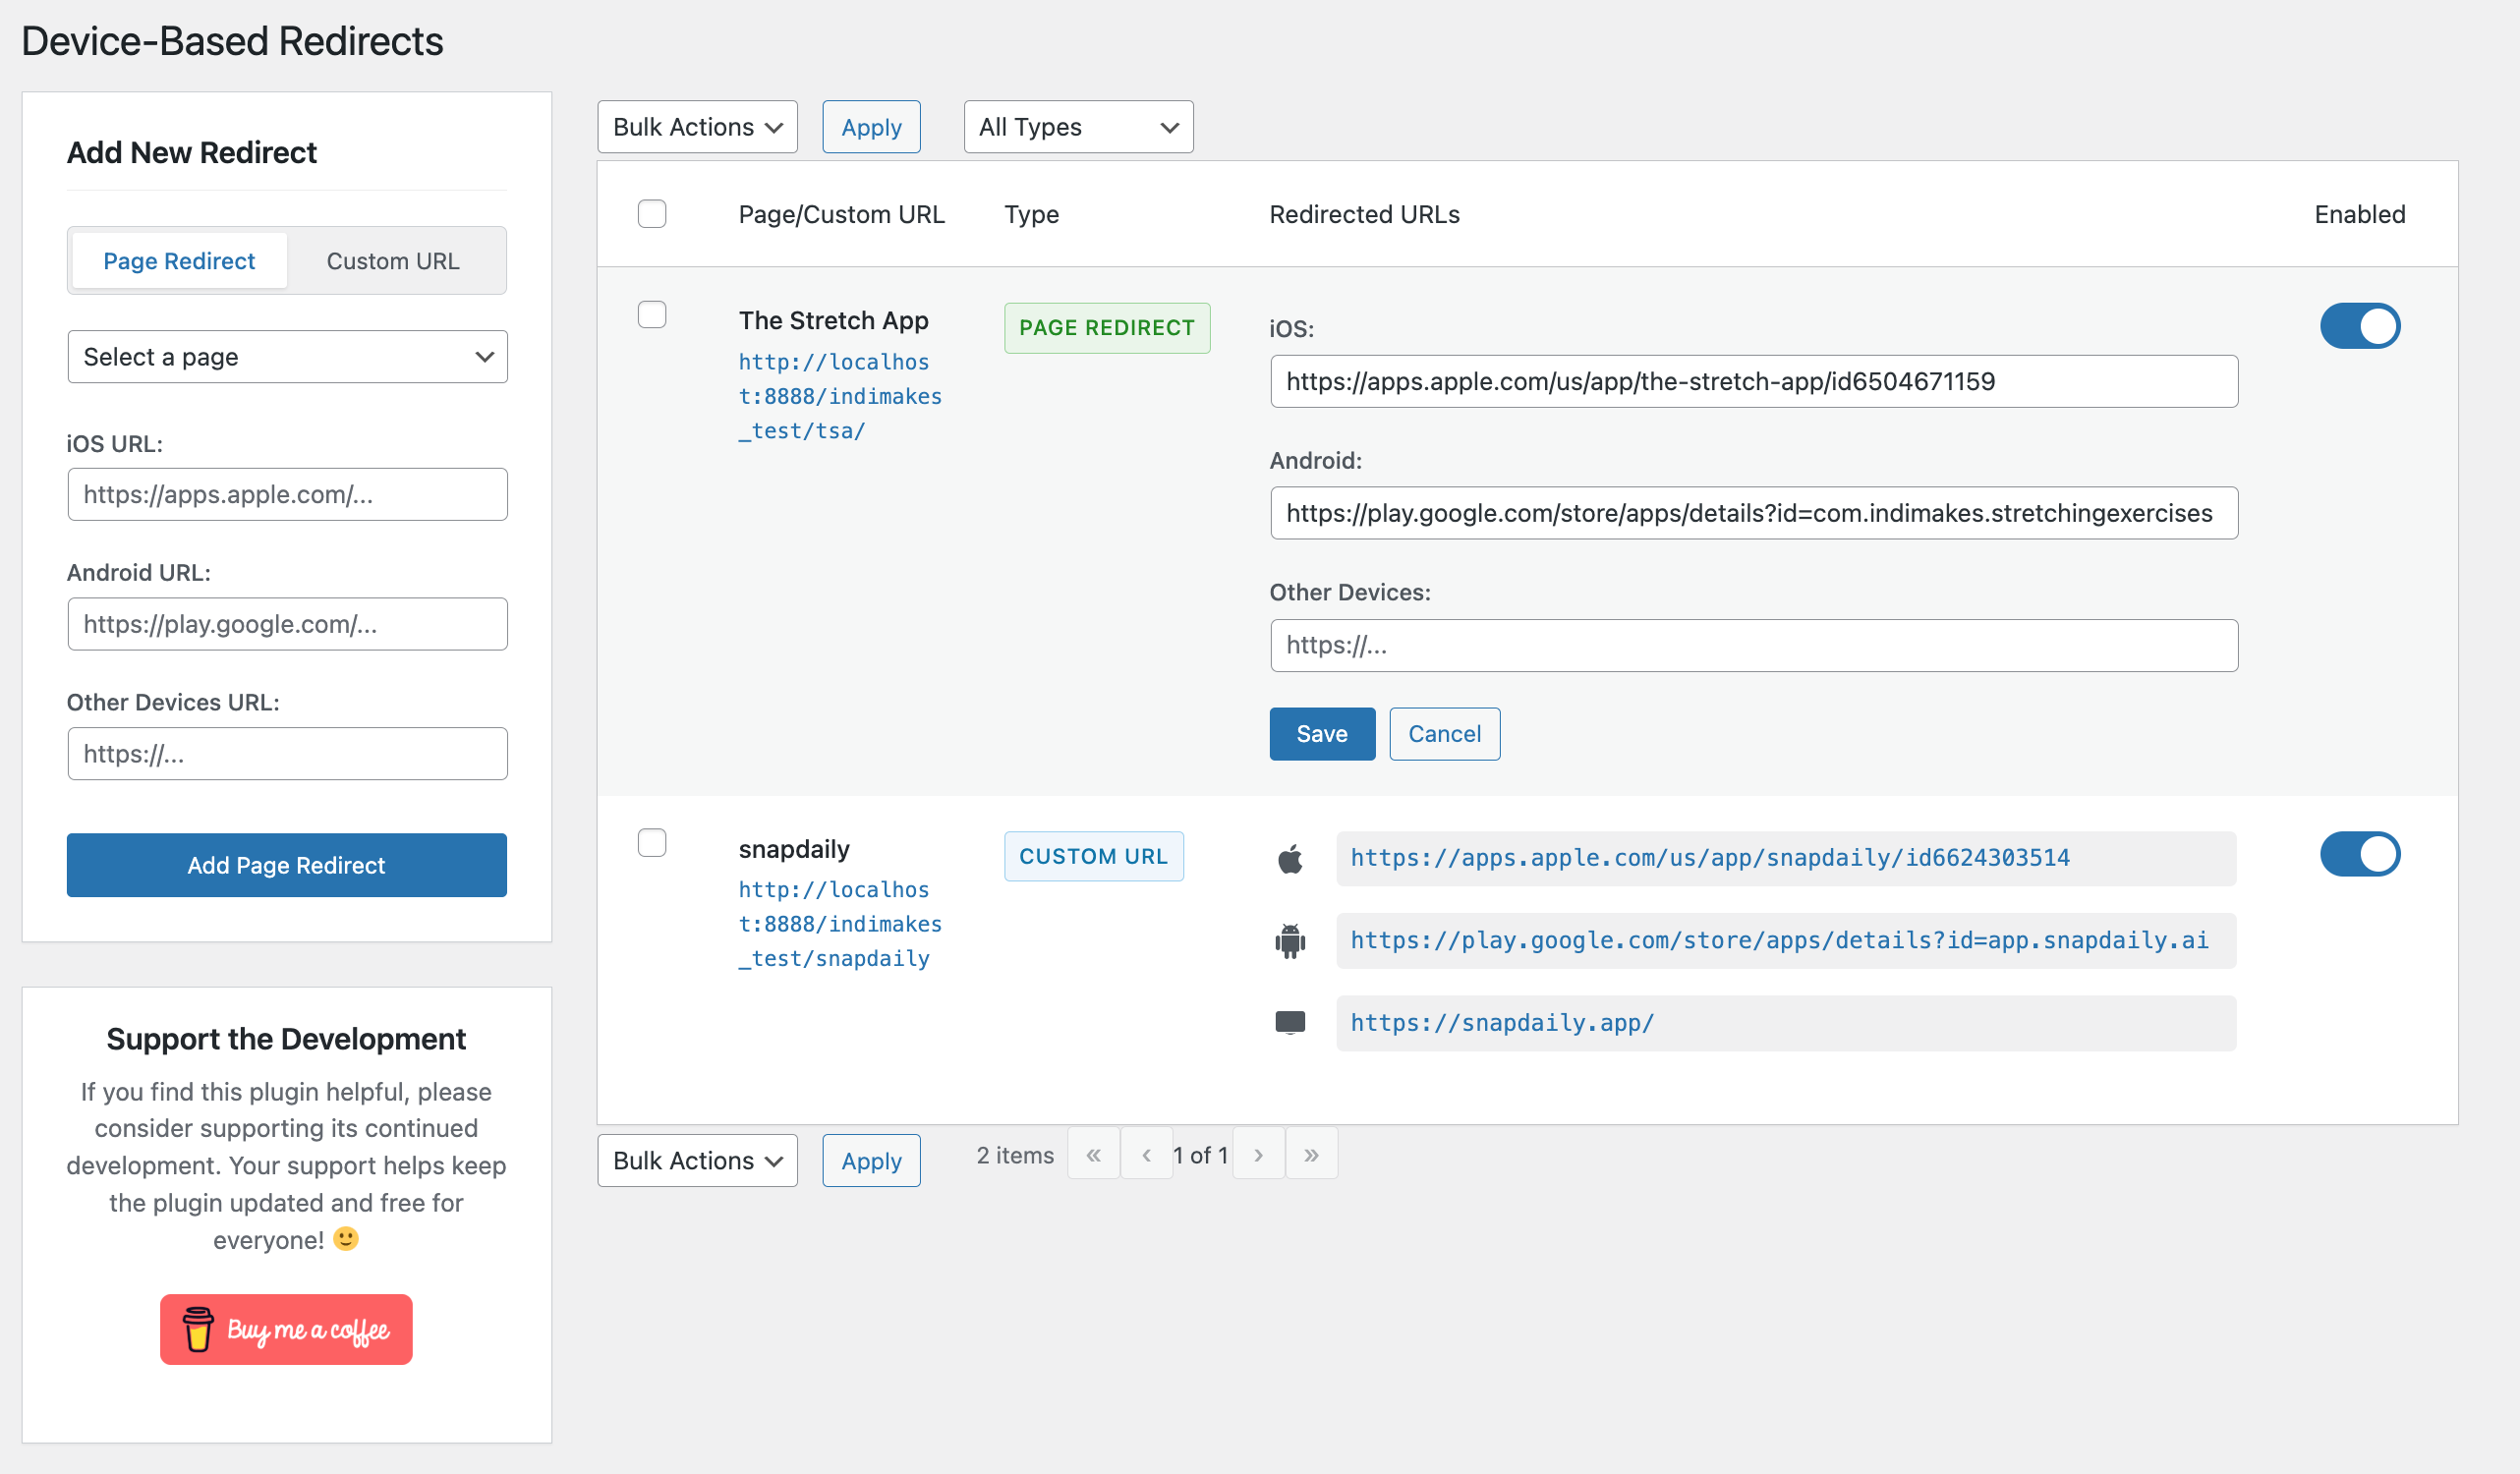 Device-Based Redirects
Add New Redirect
Page Redirect
Custom URL
Select a page
iOS URL:
https://apps.apple.com/...
Android URL:
https://play.google.com/...
Other Devices URL:
https://...
Add Page Redirect
Support the Development
If you find this plugin helpful, please
consider supporting its continued
development. Your support helps keep
the plugin updated and free for
everyone! 🙂
Buy me a coffee
Bulk Actions
Apply
All Types
Page/Custom URL
Type
Redirected URLs
Enabled
The Stretch App
http://localhos
t:8888/indimakes
_test/tsa/
PAGE REDIRECT
iOS:
https://apps.apple.com/us/app/the-stretch-app/id6504671159
Android:
https://play.google.com/store/apps/details?id=com.indimakes.stretchingexercises
Other Devices:
https://...
Save
Cancel
snapdaily
http://localhos
t:8888/indimakes
_test/snapdaily
CUSTOM URL
https://apps.apple.com/us/app/snapdaily/id6624303514
https://play.google.com/store/apps/details?id=app.snapdaily.ai
https://snapdaily.app/
Bulk Actions
Apply
2 items
«
‹
1 of 1
›
»